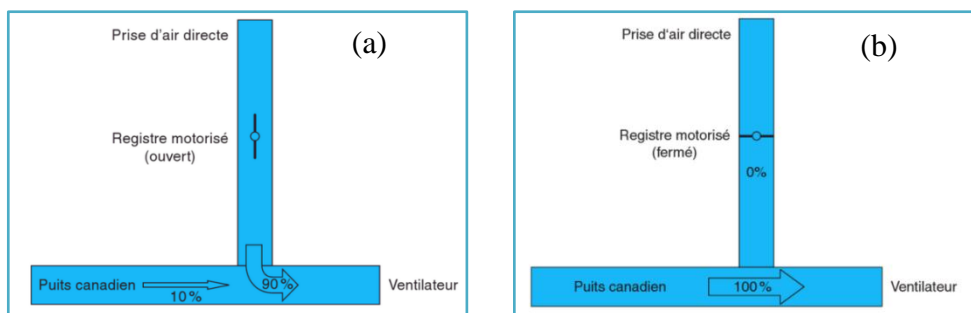 Prise d'air directe
(a)
Registre motorisé
(ouvert)
Puits canadien
10 %
90 %
Ventilateur
Prise d'air directe
(b)
Registre motorisé
(fermé)
0%
Puits canadien
100 %
Ventilateur